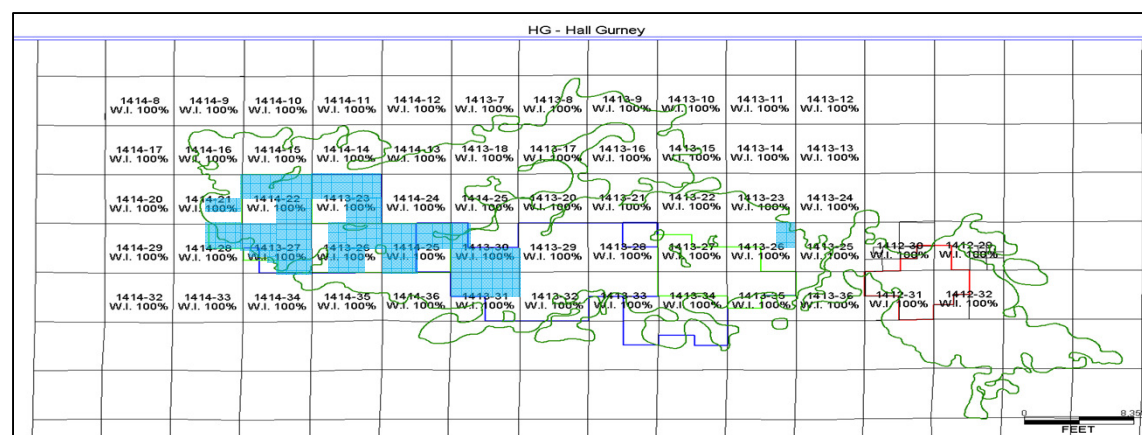 HG - Hall Gurney
1414-8 1414-9 1414-10 1414-11 1414-12 1413-7 1413-8 1413-9 1413-10 1413-11 1413-12
W.I. 100% W.I. 100% W.I. 100% W.I. 100% W.I. 100% W.I. 100% W.I. 100% W.I. 100% W.I. 100% W.I. 100% W.I. 100%
1414-17 1414-16 1414-15 1414-14 1414-13 1413-18 1413-17 1413-16 1413-15 1413-14 1413-13
W.I. 100% W.I. 100% W.I. 100% W.I. 100% W.I. 100% W.I. 100% W.I. 100% W.I. 100% W.I. 100% W.I. 100% W.I. 100%
1414-20 1414-21 1414-22 1413-23 1414-24 1414-25 1413-20 1413-21 1413-22 1413-23 1413-24
W.I. 100% W.I. 100% W.I. 100% W.I. 100% W.I. 100% W.I. 100% W.I. 100% W.I. 100% W.I. 100% W.I. 100% W.I. 100%
1414-29 1414-28 1413-27 1413-26 1414-25 1413-30 1413-29 1413-28 1413-27 1413-26 1413-25 1412-30 1412-29
W.I. 100% W.I. 100% W.I. 100% W.I. 100% W.I. 100% W.I. 100% W.I. 100% W.I. 100% W.I. 100% W.I. 100% W.I. 100% W.I. 100% W.I. 100%
1414-32 1414-33 1414-34 1414-35 1414-36 1413-31 1413-32 1413-33 1413-34 1413-35 1413-36 1412-31 1412-32
W.I. 100% W.I. 100% W.I. 100% W.I. 100% W.I. 100% W.I. 100% W.I. 100% W.I. 100% W.I. 100% W.I. 100% W.I. 100% W.I. 100% W.I. 100%
0 8,35
FEET